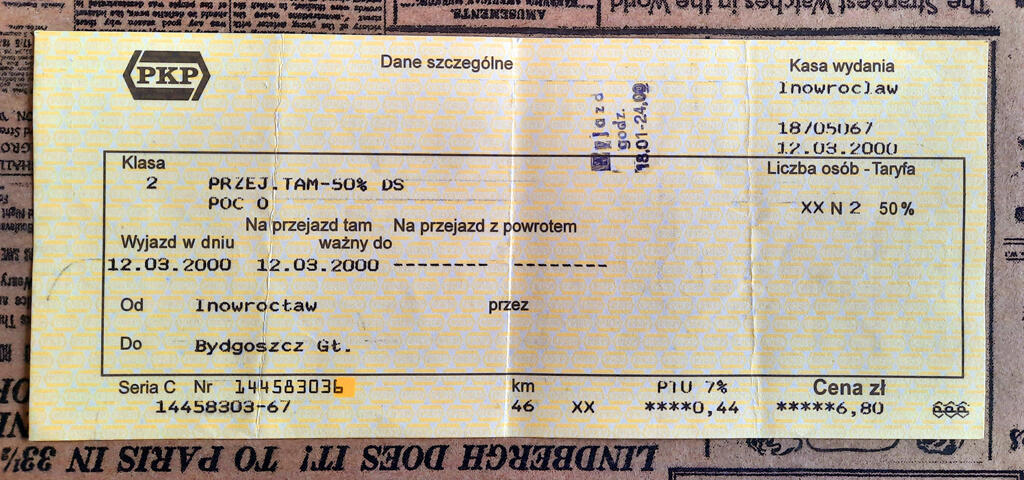 The Strangest Watches in the World
AMUSEMENTS
PKP
Dane szczególne
Kasa wydania
Inowrocław
18/05067
12.03.2000
Wyjazd
godz.
18.01-24,00
Klasa
Liczba osób - Taryfa
2 PRZEJ.TAM-50% DS
POC O
XX N 2 50%
Na przejazd tam Na przejazd z powrotem
Wyjazd w dniu ważny do
12.03.2000 12.03.2000 -------- --------
Od Inowrocław przez
Do Bydgoszcz Gł.
Seria C Nr 144583036 km PTU 7% Cena zł
14458303-67 46 XX ****0,44 *****6,80
LINDBERGH DOES IT! TO PARIS IN 33½